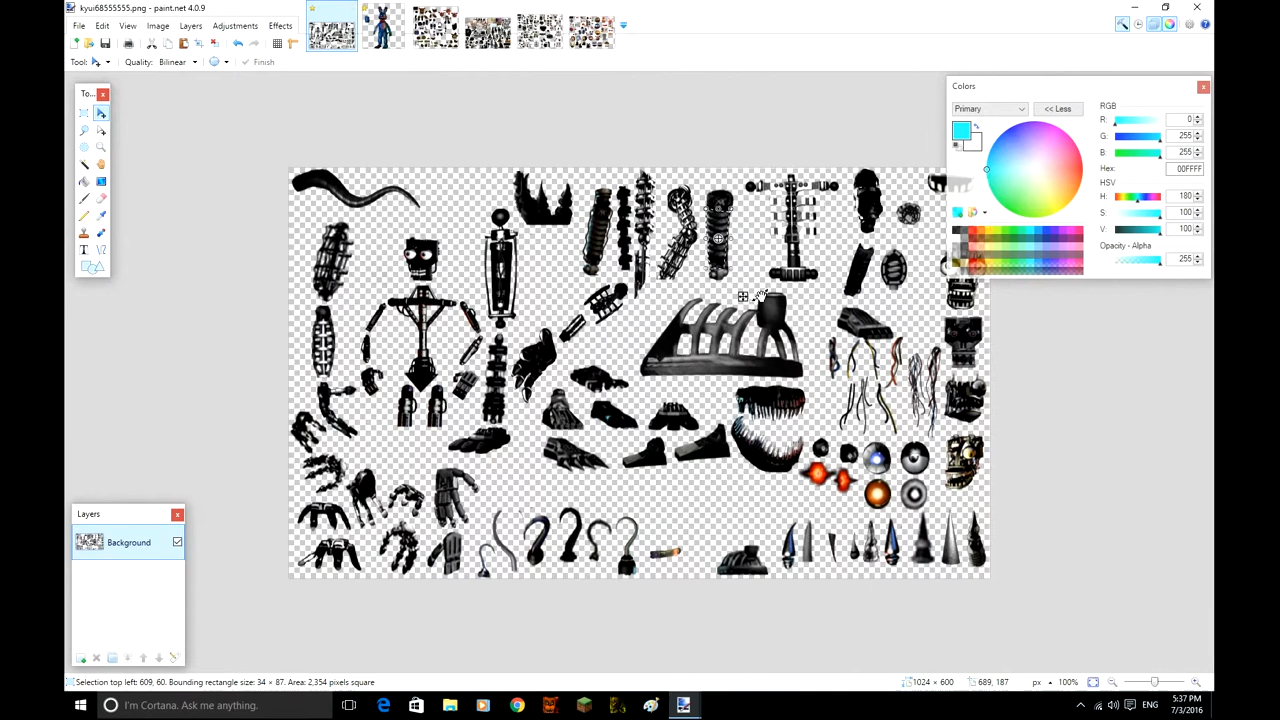 kyui68555555.png - paint.net 4.0.9
File Edit View Image Layers Adjustments Effects
Tool: Quality: Bilinear Finish
To...
Colors
Primary << Less
RGB
R: 0
G: 255
B: 255
Hex: 00FFFF
HSV
H: 180
S: 100
V: 100
Opacity - Alpha
255
Layers
Background
Selection top left: 609, 60. Bounding rectangle size: 34 × 87. Area: 2,354 pixels square
1024 × 600 689, 187 px 100%
I'm Cortana. Ask me anything.
ENG
5:37 PM
7/3/2016